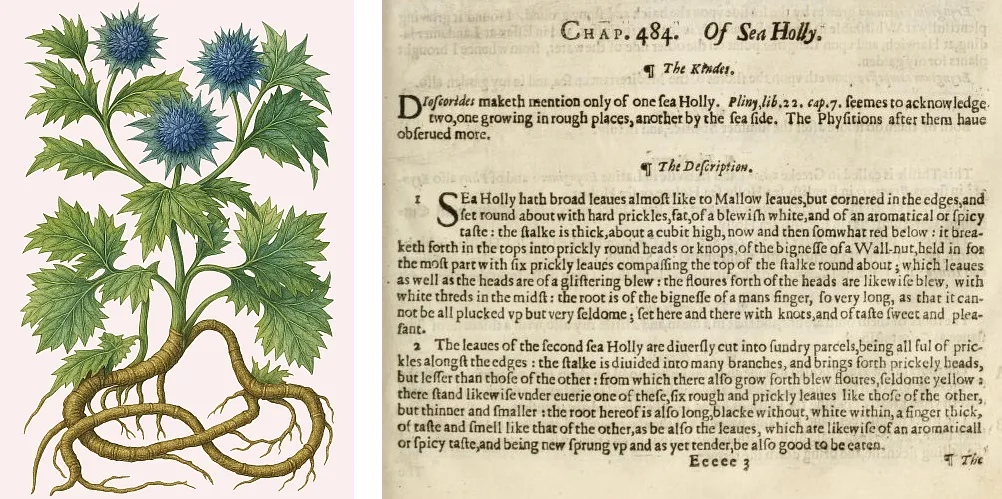 CHAP. 484. Of Sea Holly.
¶ The Kindes.
DIoſcorides maketh mention only of one ſea Holly. Pliny, lib.22. cap.7. ſeemes to acknowledge
two,one growing in rough places,another by the ſea ſide. The Phyſitions after them haue
obſerued more.
¶ The Deſcription.
1 SEa Holly hath broad leaues almoſt like to Mallow leaues,but cornered in the edges,and
ſet round about with hard prickles,fat,of a blewiſh white,and of an aromatical or ſpicy
taſte : the ſtalke is thick,about a cubit high,now and then ſomwhat red below : it brea-
keth forth in the tops into prickly round heads or knops,of the bigneſſe of a Wall-nut,held in for
the moſt part with ſix prickly leaues compaſſing the top of the ſtalke round about ; which leaues
as well as the heads are of a gliſtering blew : the floures forth of the heads are likewiſe blew, with
white threds in the midſt : the root is of the bigneſſe of a mans finger, ſo very long, as that it can-
not be all plucked vp but very ſeldome ; ſet here and there with knots,and of taſte ſweet and plea-
ſant.
2 The leaues of the ſecond ſea Holly are diuerſly cut into ſundry parcels,being all ful of pric-
kles alongſt the edges : the ſtalke is diuided into many branches, and brings forth prickely heads,
but leſſer than thoſe of the other : from which there alſo grow forth blew floures,ſeldome yellow :
there ſtand likewiſe vnder euerie one of theſe,ſix rough and prickly leaues like thoſe of the other,
but thinner and ſmaller : the root hereof is alſo long,blacke without, white within, a finger thick,
of taſte and ſmell like that of the other,as be alſo the leaues, which are likewiſe of an aromaticall
or ſpicy taſte,and being new ſprung vp and as yet tender,be alſo good to be eaten.
Eeeee 3 ¶ The